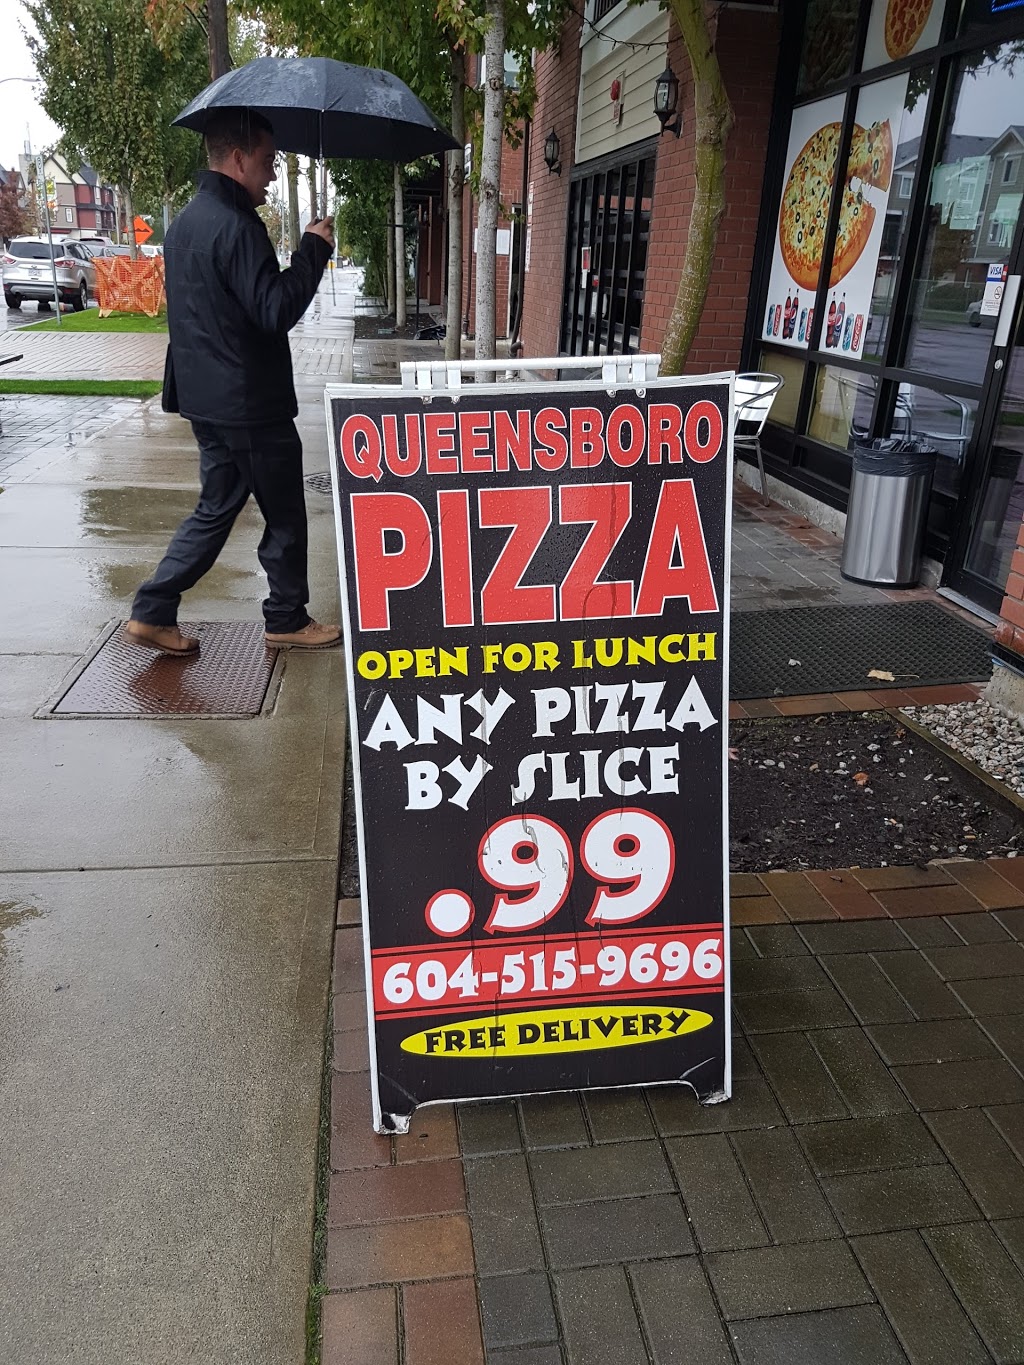 QUEENSBORO
PIZZA
OPEN FOR LUNCH
ANY PIZZA
BY SLICE
.99
604-515-9696
FREE DELIVERY
VISA